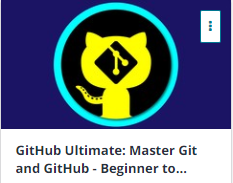 GitHub Ultimate: Master Git
and GitHub - Beginner to...